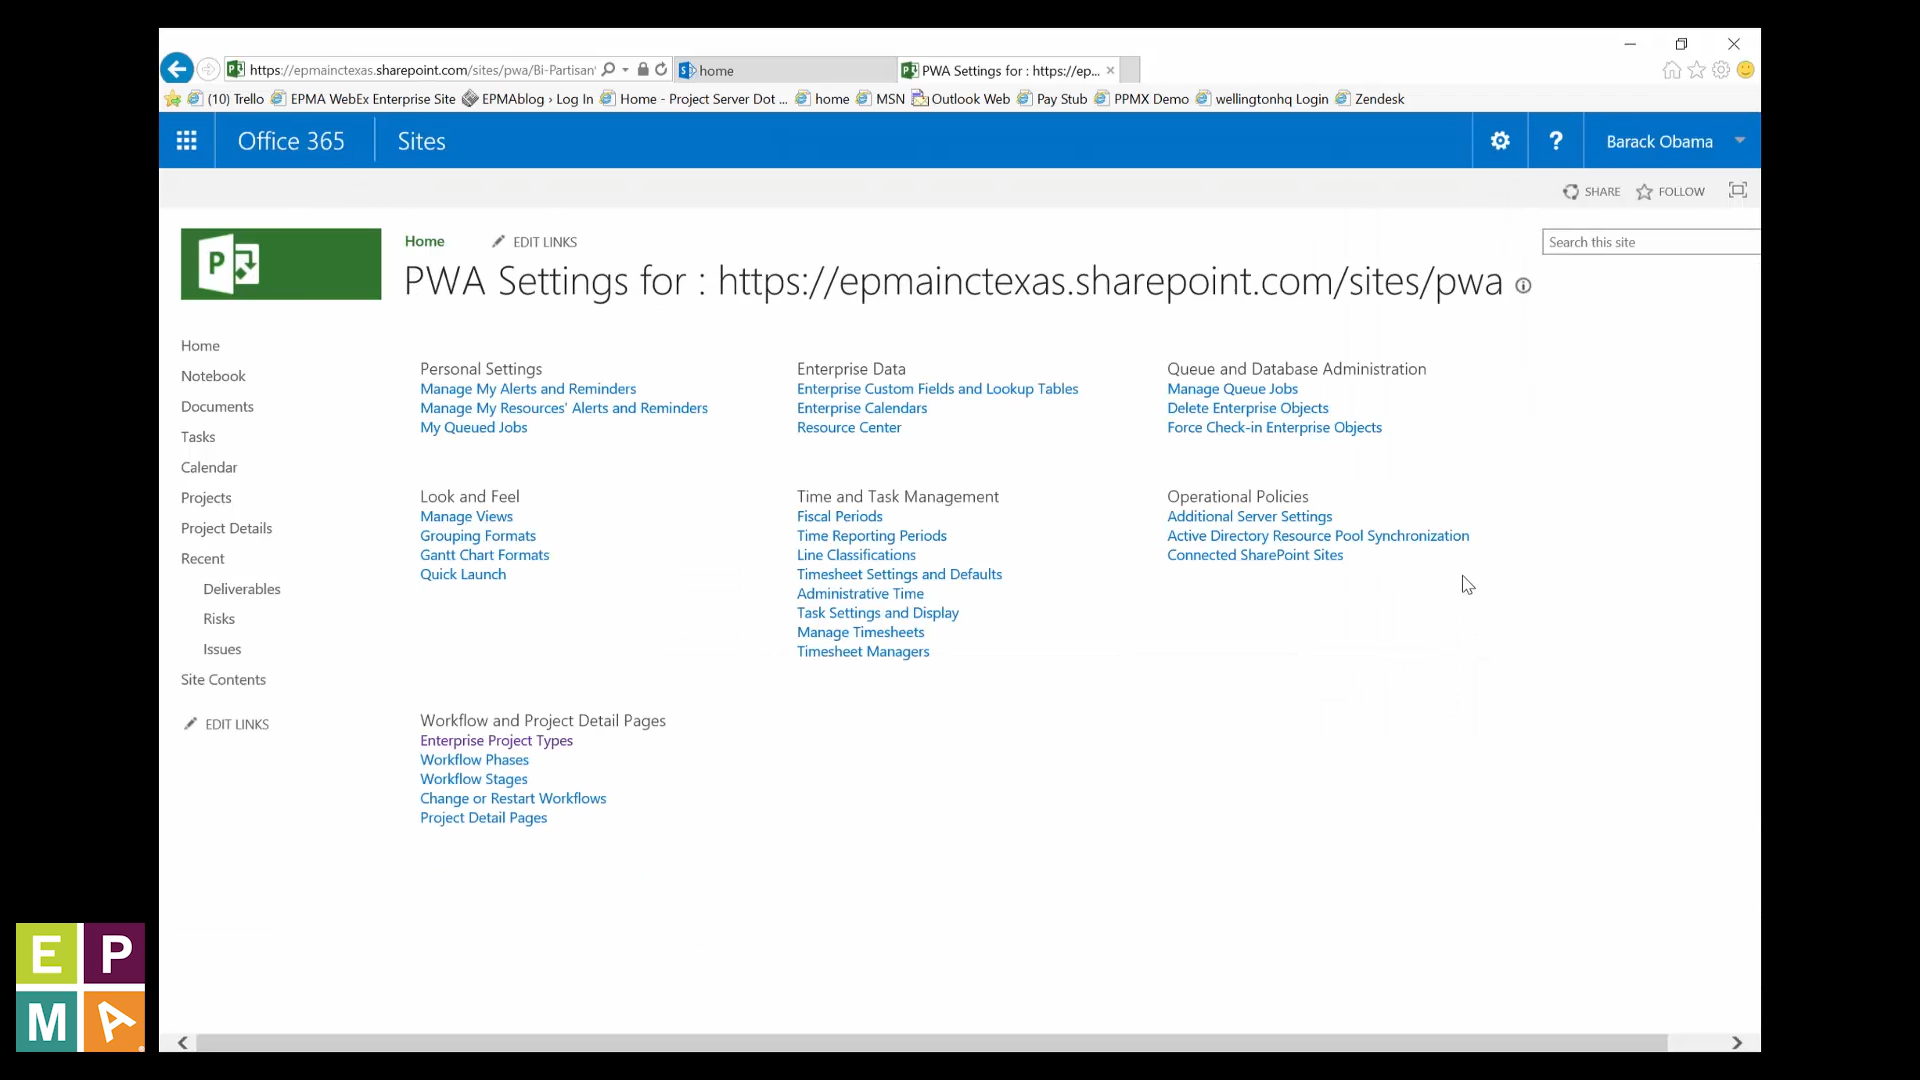 https://epmainctexas.sharepoint.com/sites/pwa/Bi-Partisan
home
PWA Settings for : https://ep...
(10) Trello
EPMA WebEx Enterprise Site
EPMAblog › Log In
Home - Project Server Dot ...
home
MSN
Outlook Web
Pay Stub
PPMX Demo
wellingtonhq Login
Zendesk
Office 365
Sites
?
Barack Obama
SHARE
FOLLOW
P
Home
EDIT LINKS
Search this site
PWA Settings for : https://epmainctexas.sharepoint.com/sites/pwa
Home
Notebook
Documents
Tasks
Calendar
Projects
Project Details
Recent
Deliverables
Risks
Issues
Site Contents
EDIT LINKS
Personal Settings
Manage My Alerts and Reminders
Manage My Resources' Alerts and Reminders
My Queued Jobs
Enterprise Data
Enterprise Custom Fields and Lookup Tables
Enterprise Calendars
Resource Center
Queue and Database Administration
Manage Queue Jobs
Delete Enterprise Objects
Force Check-in Enterprise Objects
Look and Feel
Manage Views
Grouping Formats
Gantt Chart Formats
Quick Launch
Time and Task Management
Fiscal Periods
Time Reporting Periods
Line Classifications
Timesheet Settings and Defaults
Administrative Time
Task Settings and Display
Manage Timesheets
Timesheet Managers
Operational Policies
Additional Server Settings
Active Directory Resource Pool Synchronization
Connected SharePoint Sites
Workflow and Project Detail Pages
Enterprise Project Types
Workflow Phases
Workflow Stages
Change or Restart Workflows
Project Detail Pages
E P
M A